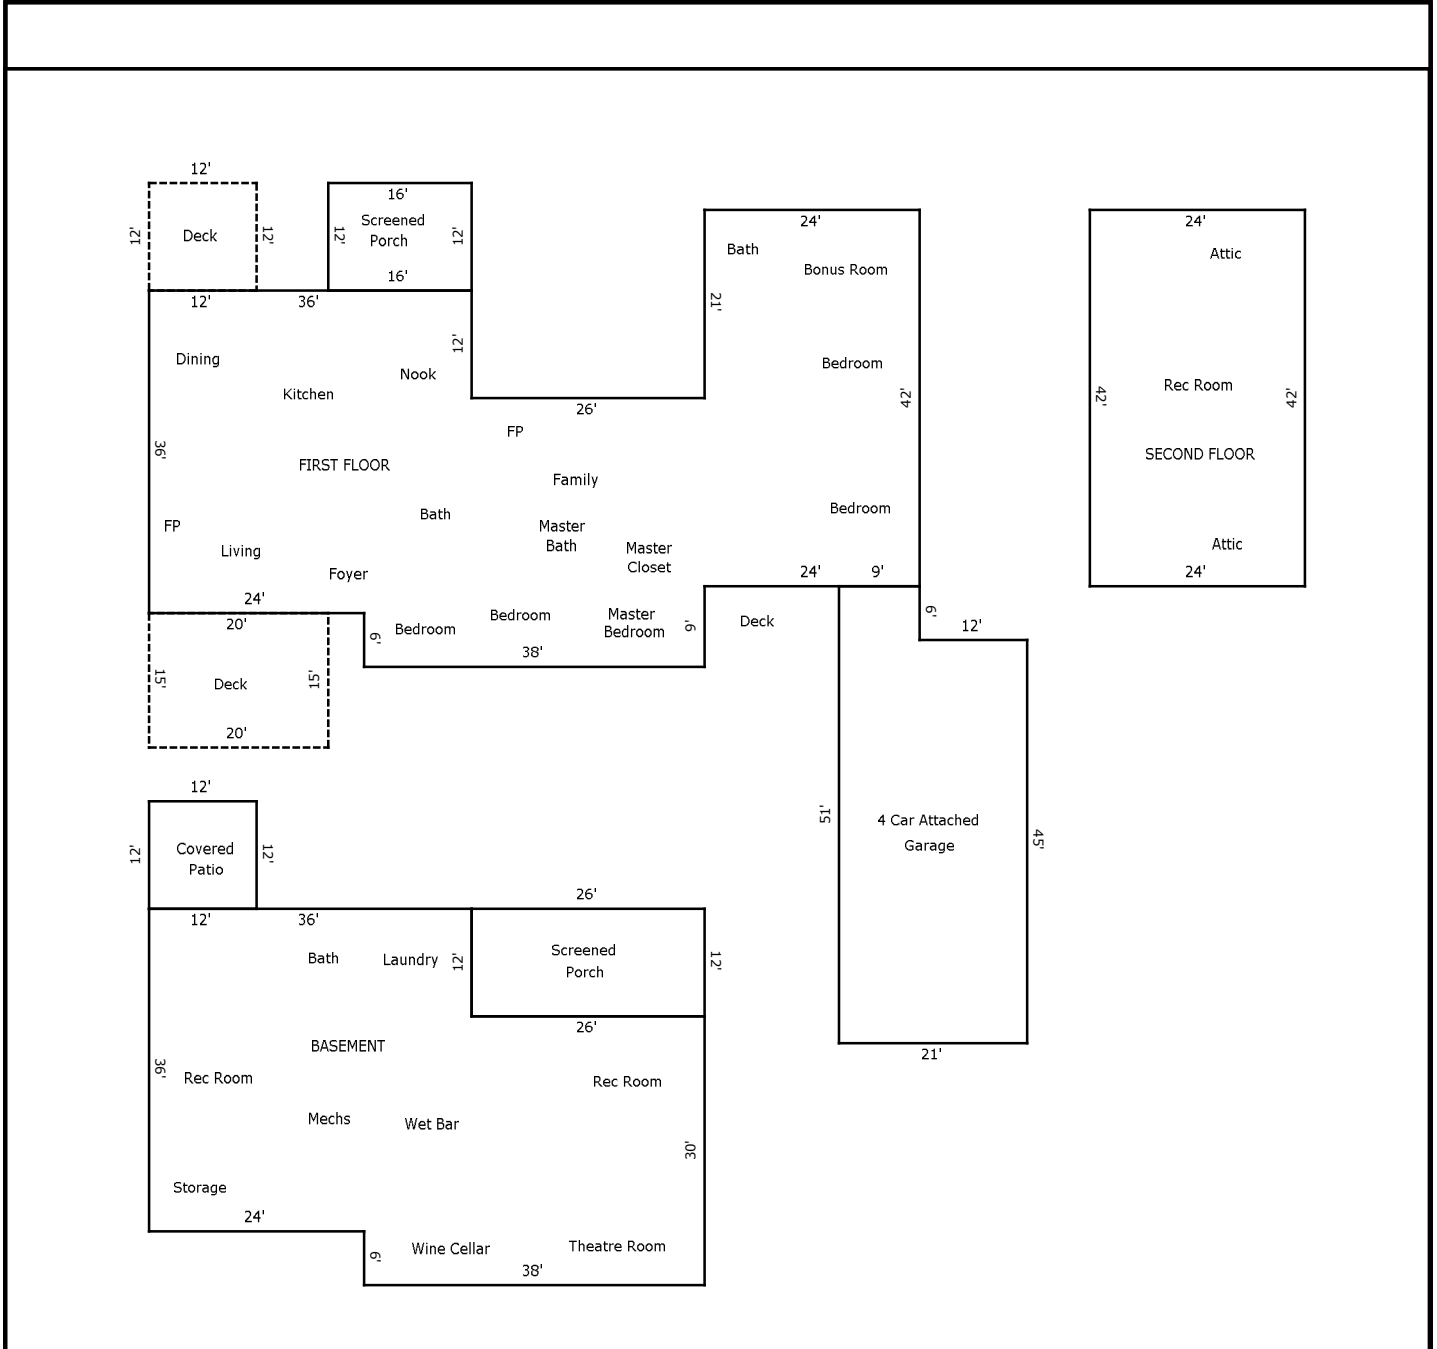 12'
12'
Deck
12'
12'
16'
Screened
Porch
12'
12'
16'
36'
12'
24'
Bath
Bonus Room
21'
Bedroom
42'
Bedroom
24'
9'
24'
Attic
42'
Rec Room
42'
SECOND FLOOR
Attic
24'
Dining
Kitchen
Nook
26'
FP
36'
FIRST FLOOR
Family
Bath
Master
Bath
Master
Closet
FP
Living
Foyer
24'
20'
6'
Bedroom
Bedroom
Master
Bedroom
9'
38'
Deck
15'
Deck
15'
20'
6'
12'
51'
4 Car Attached
Garage
45'
21'
12'
12'
Covered
Patio
12'
12'
36'
26'
Bath
Laundry
12'
Screened
Porch
12'
26'
BASEMENT
36'
Rec Room
Rec Room
Mechs
Wet Bar
30'
Storage
24'
6'
Wine Cellar
Theatre Room
38'